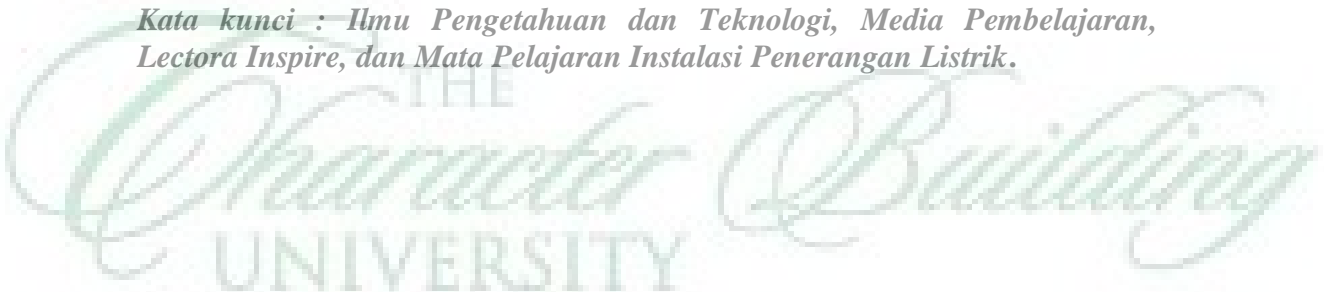 Kata kunci : Ilmu Pengetahuan dan Teknologi, Media Pembelajaran,
Lectora Inspire, dan Mata Pelajaran Instalasi Penerangan Listrik.
THE
Character Building
UNIVERSITY